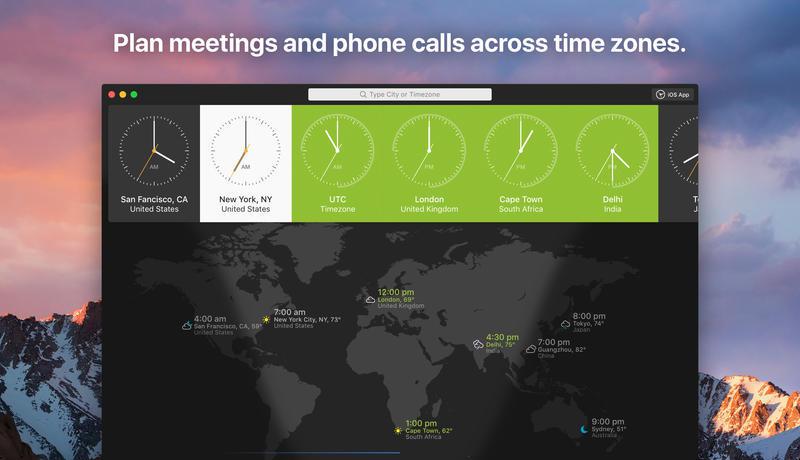 Plan meetings and phone calls across time zones.
Type City or Timezone
iOS App
AM
AM
AM
PM
PM
PM
San Fancisco, CA
United States
New York, NY
United States
UTC
Timezone
London
United Kingdom
Cape Town
South Africa
Delhi
India
12:00 pm
London, 69°
United Kingdom
7:00 am
New York City, NY, 73°
United States
4:00 am
San Francisco, CA, 59°
United States
8:00 pm
Tokyo, 74°
Japan
4:30 pm
Delhi, 75°
India
7:00 pm
Guangzhou, 82°
China
1:00 pm
Cape Town, 62°
South Africa
9:00 pm
Sydney, 51°
Australia